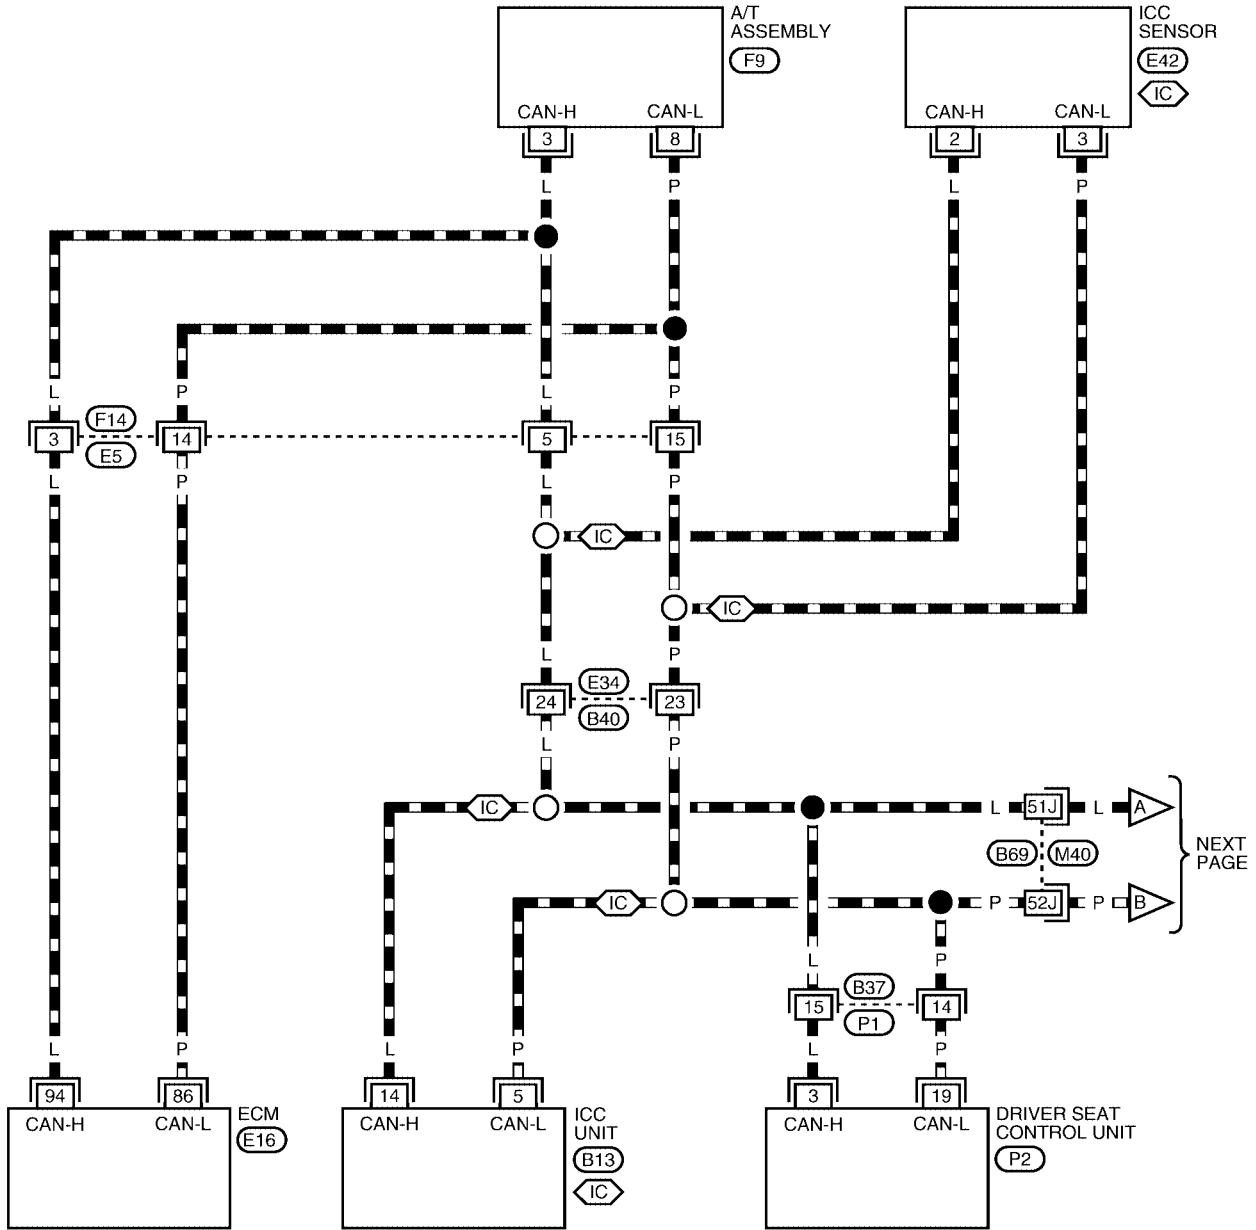 A/T
ASSEMBLY
F9
ICC
SENSOR
E42
IC
CAN-H
CAN-L
CAN-H
CAN-L
3
8
2
3
L
P
L
P
L
P
L
P
F14
3
14
5
15
E5
L
P
L
P
IC
IC
L
P
E34
24
23
B40
L
P
IC
L
51J
L
A
B69
M40
NEXT
PAGE
IC
P
52J
P
B
L
P
B37
15
14
P1
L
P
L
P
L
P
94
86
14
5
3
19
CAN-H
CAN-L
ECM
E16
CAN-H
CAN-L
ICC
UNIT
B13
IC
CAN-H
CAN-L
DRIVER SEAT
CONTROL UNIT
P2